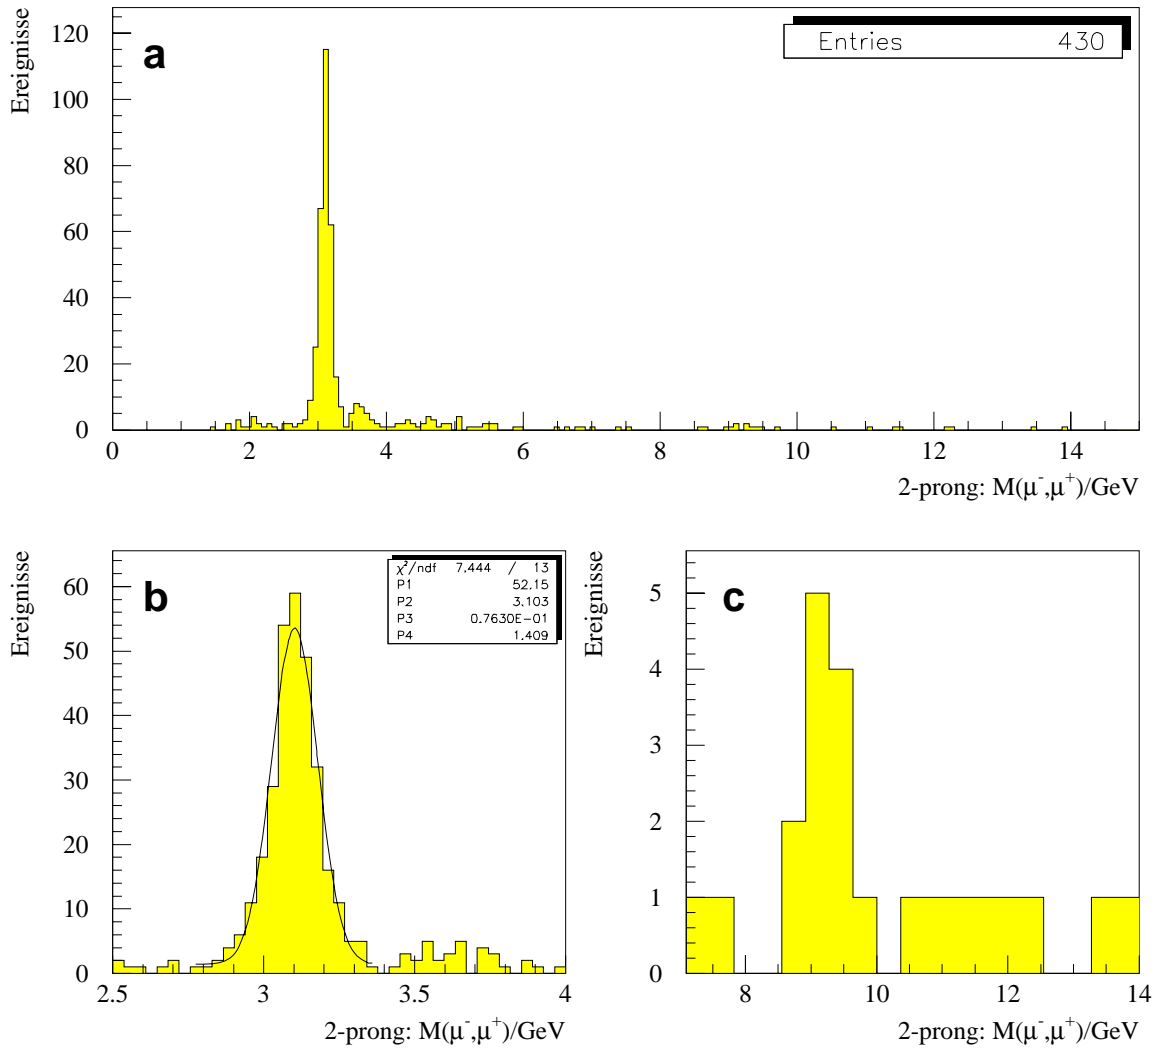 Ereignisse
a
Entries 430
120
100
80
60
40
20
0
0 2 4 6 8 10 12 14
2-prong: M(μ⁻,μ⁺)/GeV
Ereignisse
b
χ²/ndf 7.444 / 13
P1 52.15
P2 3.103
P3 0.7630E-01
P4 1.409
60
50
40
30
20
10
0
2.5 3 3.5 4
2-prong: M(μ⁻,μ⁺)/GeV
Ereignisse
c
5
4
3
2
1
0
8 10 12 14
2-prong: M(μ⁻,μ⁺)/GeV